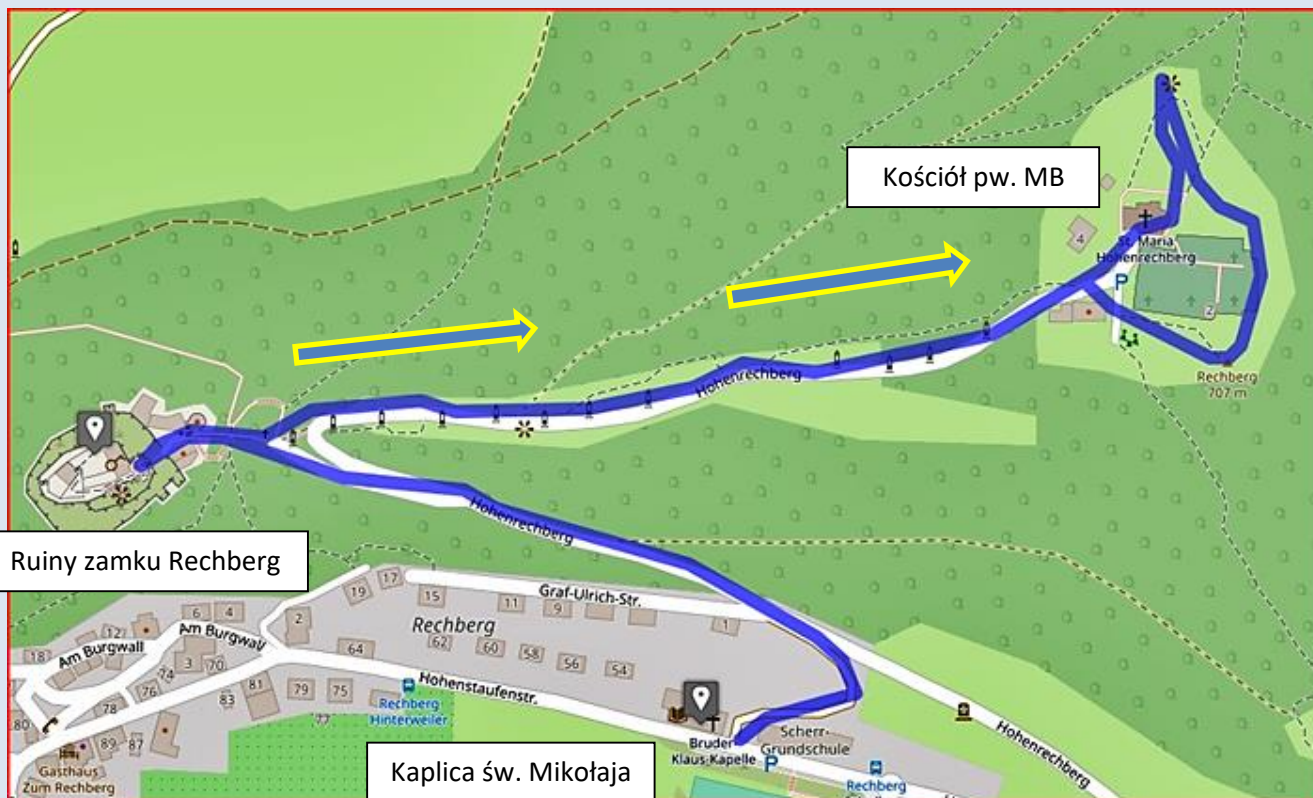 Kościół pw. MB
4
St. Maria
Hohenrechberg
P
2
Rechberg
707 m
Hohenrechberg
Hohenrechberg
Ruiny zamku Rechberg
17
19
15
11
9
Graf-Ulrich-Str.
1
6
4
2
Rechberg
12
Am Burgwall
62
60
58
56
54
18
Am Burgwall
3
70
64
74
76
Hohenstaufenstr.
81
79
75
83
77
Rechberg
Hinterweiler
78
80
89
87
Bruder
Klaus-Kapelle
Scherr-
Grundschule
P
Hohenrechberg
Gasthaus
Zum Rechberg
Kaplica św. Mikołaja
Rechberg